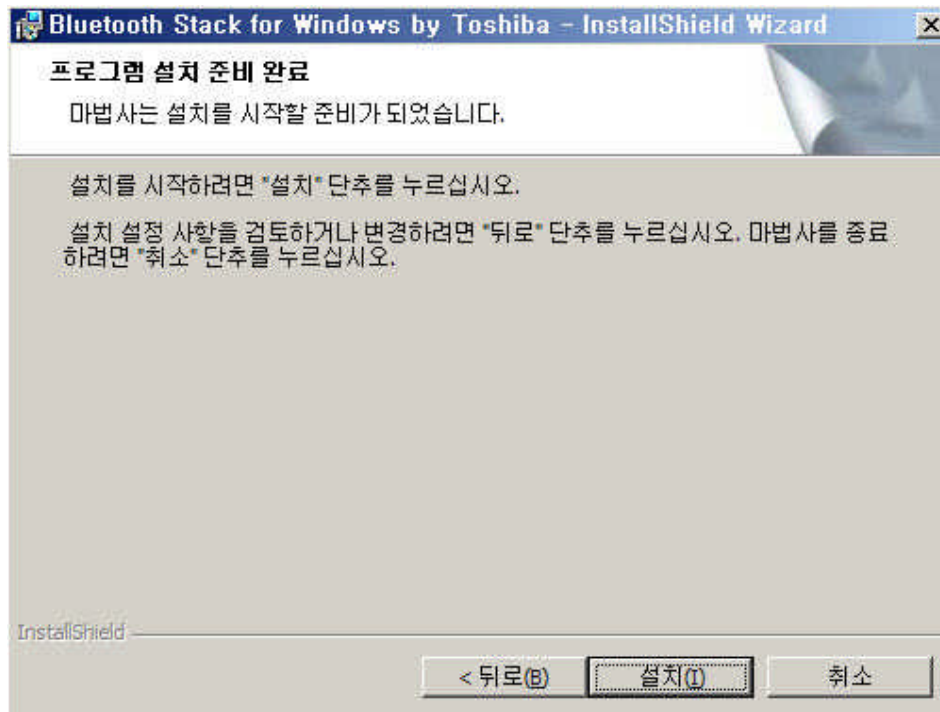 Bluetooth Stack for Windows by Toshiba - InstallShield Wizard
프로그램 설치 준비 완료
마법사는 설치를 시작할 준비가 되었습니다.
설치를 시작하려면 "설치" 단추를 누르십시오.
설치 설정 사항을 검토하거나 변경하려면 "뒤로" 단추를 누르십시오. 마법사를 종료
하려면 "취소" 단추를 누르십시오.
InstallShield
< 뒤로(B) 설치(I) 취소